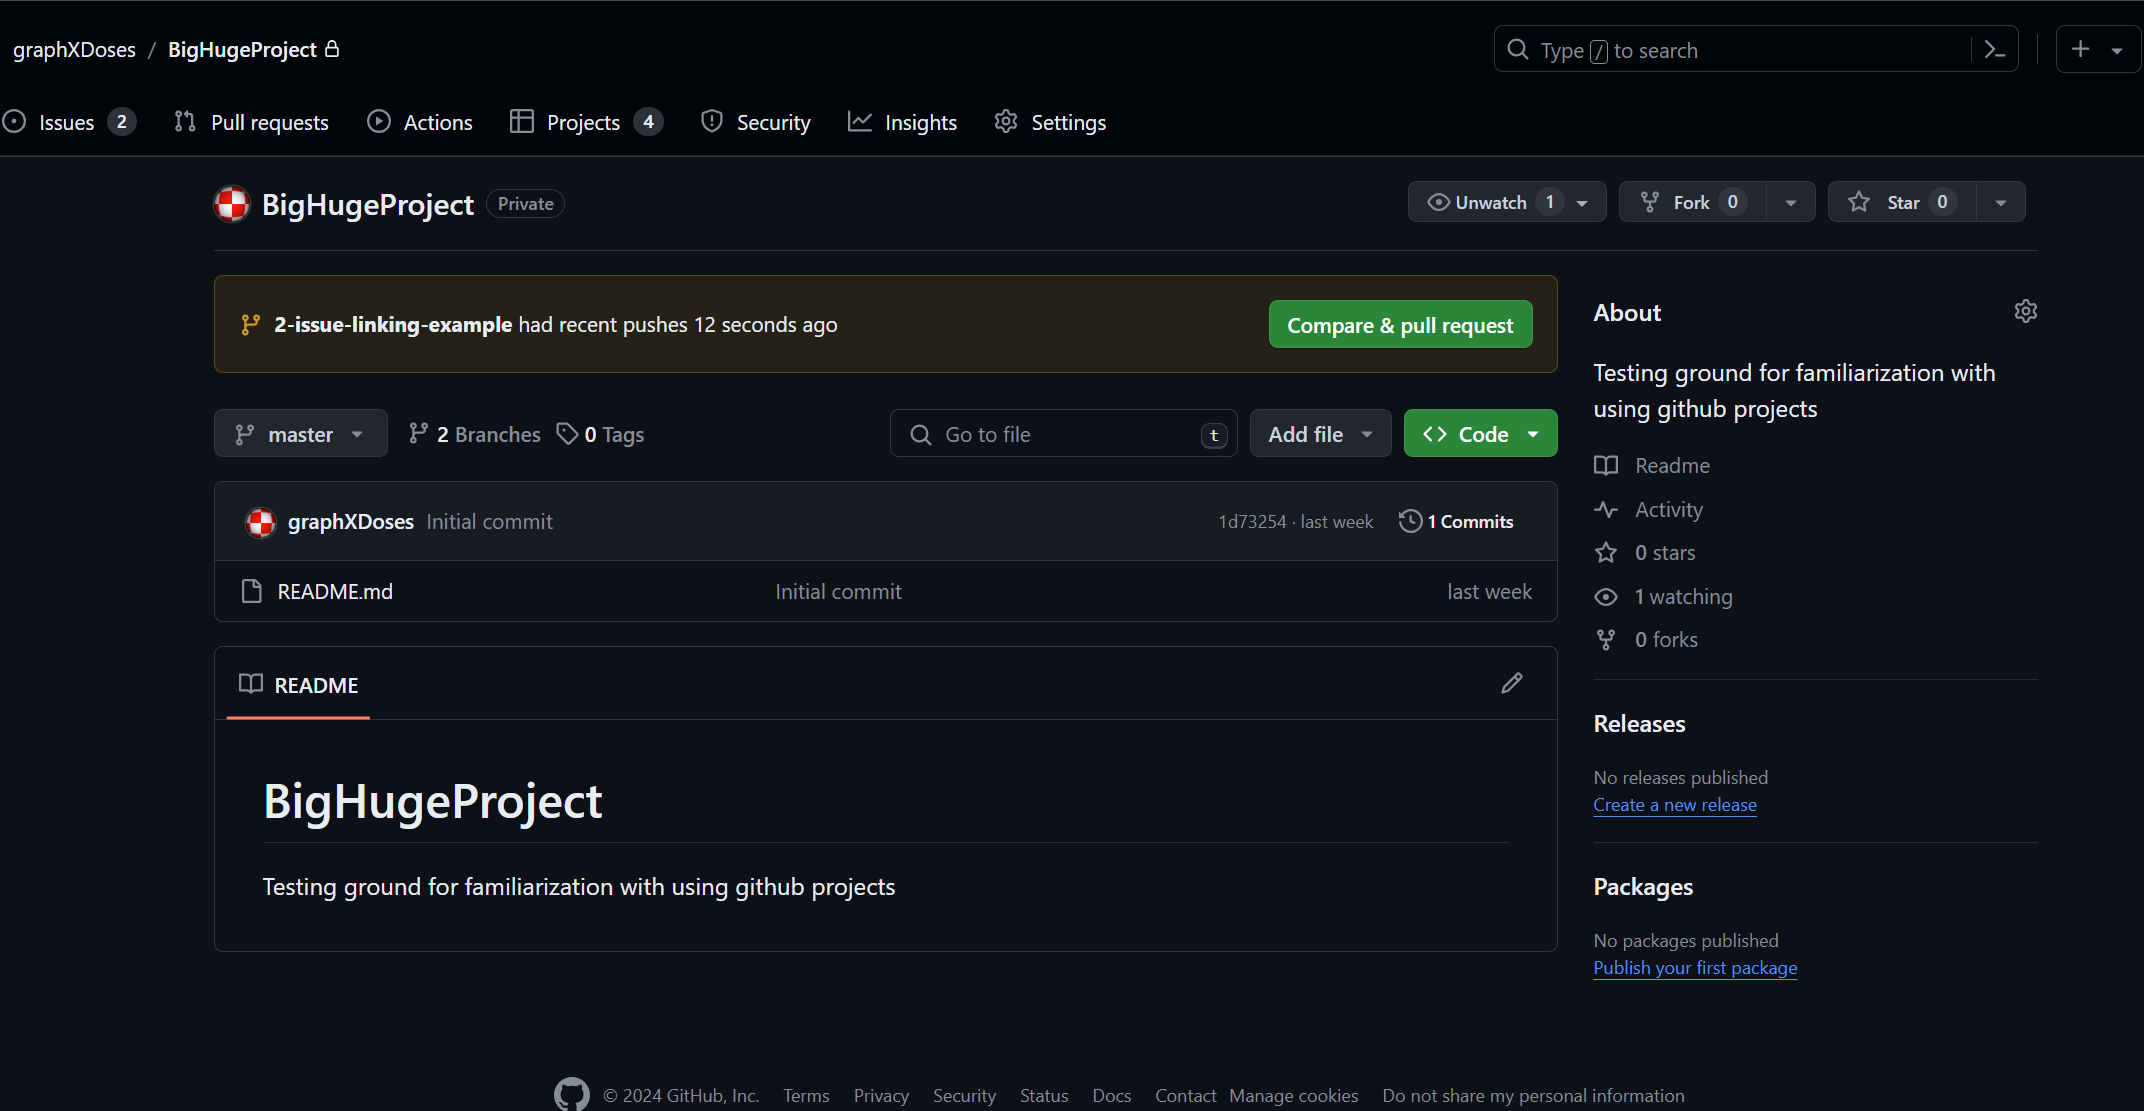 graphXDoses / BigHugeProject
Type / to search
Issues 2 Pull requests Actions Projects 4 Security Insights Settings
BigHugeProject Private
Unwatch 1 Fork 0 Star 0
2-issue-linking-example had recent pushes 12 seconds ago
Compare & pull request
master 2 Branches 0 Tags
Go to file t
Add file
Code
graphXDoses Initial commit
1d73254 · last week
1 Commits
README.md Initial commit last week
README
BigHugeProject
Testing ground for familiarization with using github projects
About
Testing ground for familiarization with
using github projects
Readme
Activity
0 stars
1 watching
0 forks
Releases
No releases published
Create a new release
Packages
No packages published
Publish your first package
© 2024 GitHub, Inc. Terms Privacy Security Status Docs Contact Manage cookies Do not share my personal information